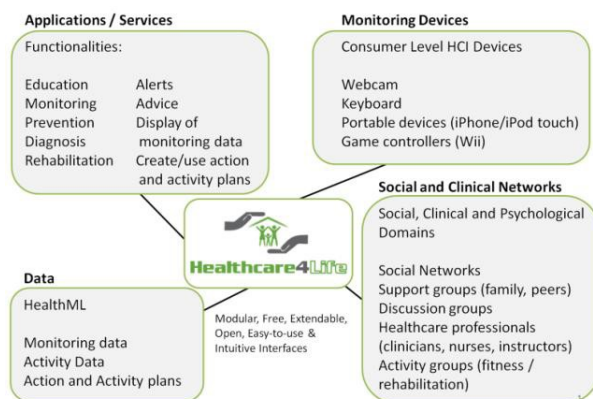 Applications / Services
Functionalities:
Education Alerts
Monitoring Advice
Prevention Display of
Diagnosis monitoring data
Rehabilitation Create/use action
and activity plans
Monitoring Devices
Consumer Level HCI Devices
Webcam
Keyboard
Portable devices (iPhone/iPod touch)
Game controllers (Wii)
Healthcare4Life
Modular, Free, Extendable,
Open, Easy-to-use &
Intuitive Interfaces
Data
HealthML
Monitoring data
Activity Data
Action and Activity plans
Social and Clinical Networks
Social, Clinical and Psychological
Domains
Social Networks
Support groups (family, peers)
Discussion groups
Healthcare professionals
(clinicians, nurses, instructors)
Activity groups (fitness /
rehabilitation)